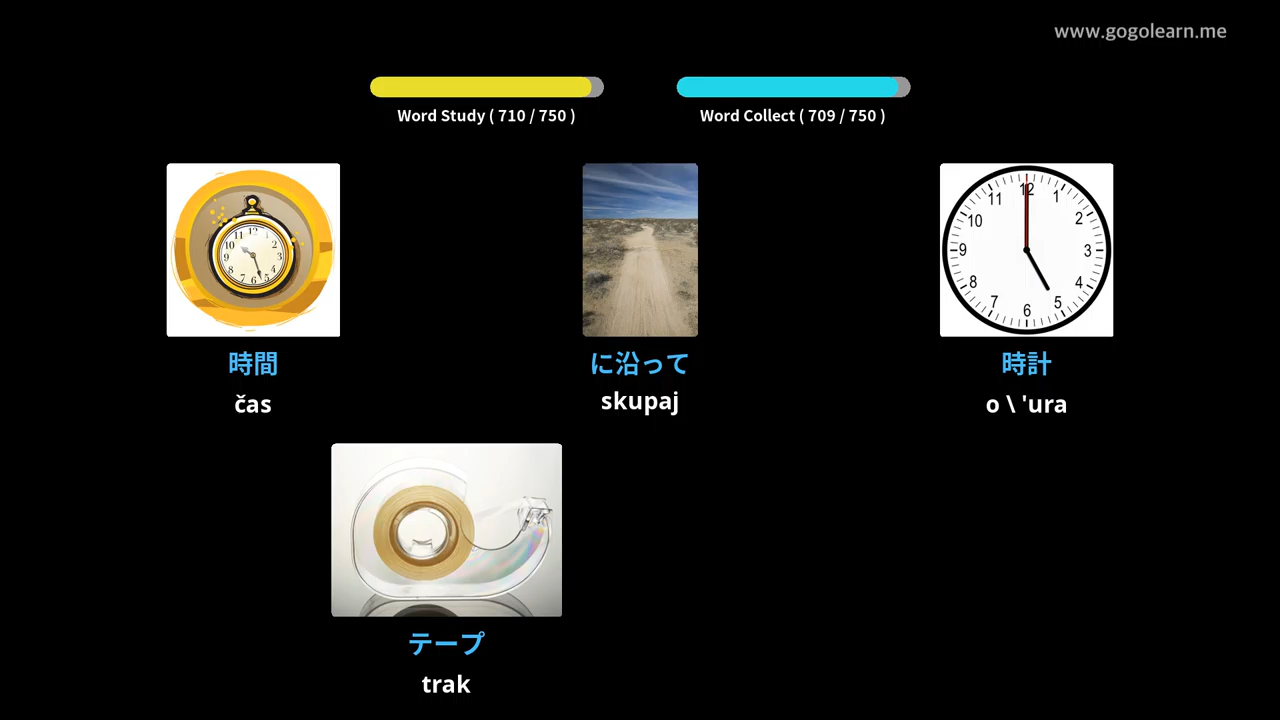 www.gogolearn.me
Word Study ( 710 / 750 )
Word Collect ( 709 / 750 )
時間
čas
に沿って
skupaj
時計
o \ 'ura
テープ
trak